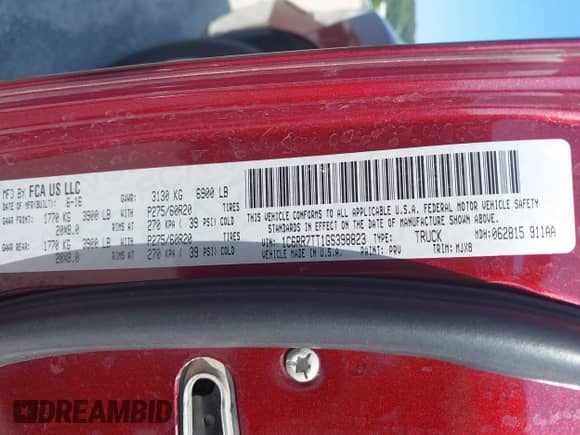 MFD BY FCA US LLC
DATE OF MFR(BUILT): 6-16
GVWR: 3130 KG 6900 LB
GAWR FRONT: 1770 KG 3900 LB WITH P275/60R20 TIRES
20X8.0 RIMS AT 270 KPA / 39 PSI COLD
GAWR REAR: 1770 KG 3900 LB WITH P275/60R20 TIRES
20X8.0 RIMS AT 270 KPA / 39 PSI COLD
THIS VEHICLE CONFORMS TO ALL APPLICABLE U.S.A. FEDERAL MOTOR VEHICLE SAFETY
STANDARDS IN EFFECT ON THE DATE OF MANUFACTURE SHOWN ABOVE.
VIN: 1C6RR7TT1GS398823 TYPE: TRUCK MDH: 062815 911AA
VEHICLE MADE IN U.S.A. PAINT: PRV TRIM: MJX8
DREAMBID